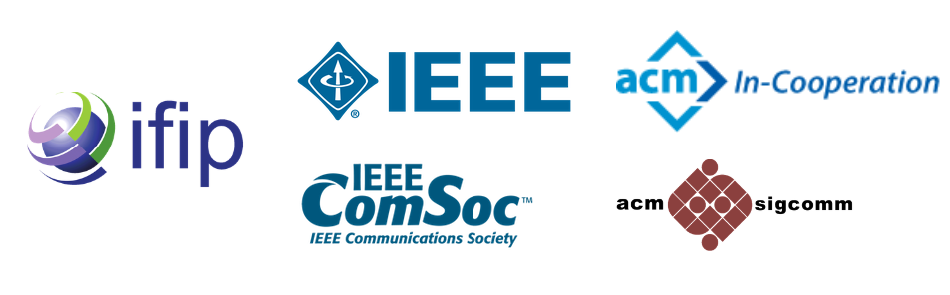 ifip
IEEE
®
IEEE
ComSoc™
IEEE Communications Society
acm In-Cooperation
acm sigcomm